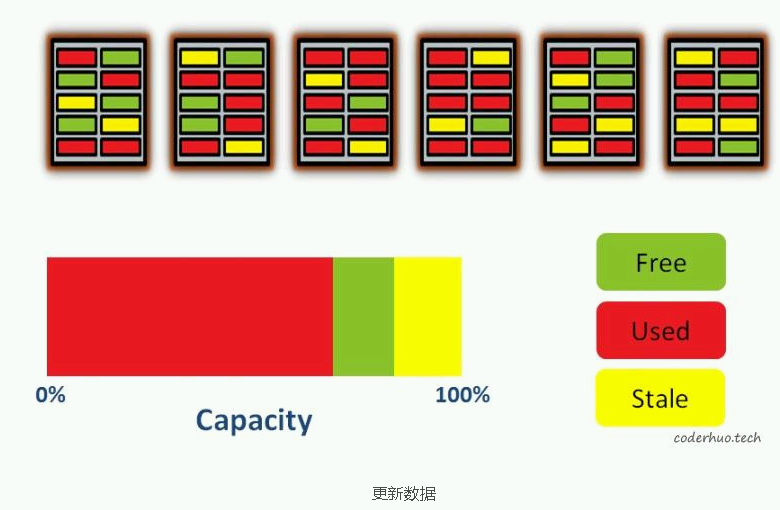 Free
Used
0%
100%
Capacity
Stale
coderhuo.tech
更新数据